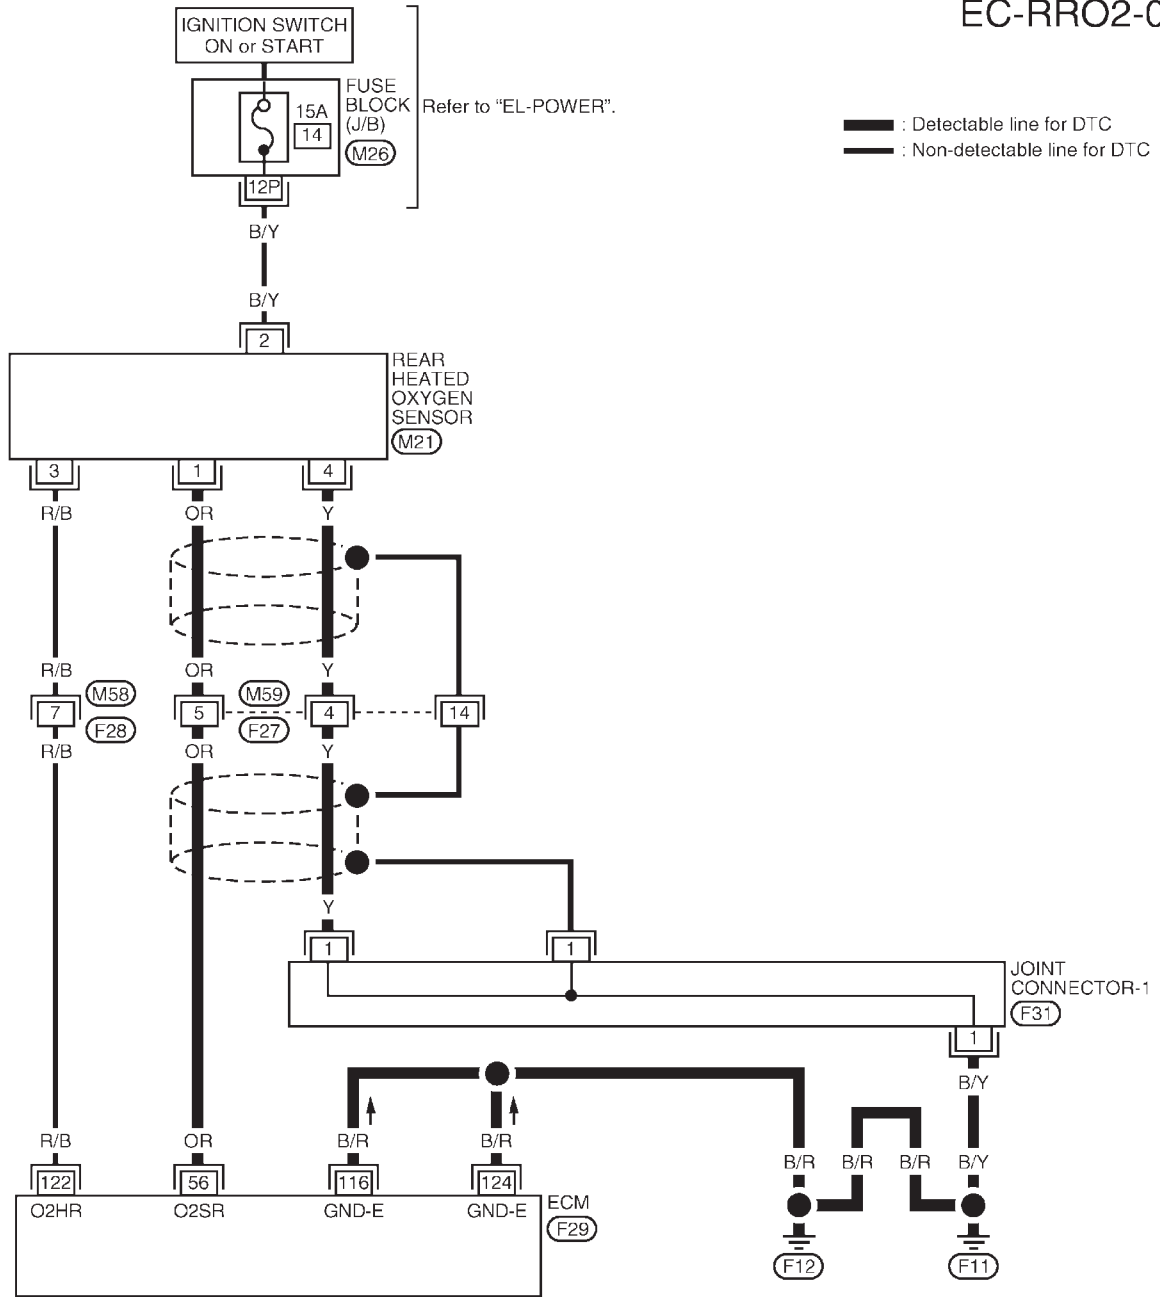 EC-RRO2-0
IGNITION SWITCH
ON or START
FUSE
BLOCK
(J/B)
M26
15A
14
12P
Refer to “EL-POWER”.
: Detectable line for DTC
: Non-detectable line for DTC
B/Y
B/Y
2
REAR
HEATED
OXYGEN
SENSOR
M21
3 1 4
R/B OR Y
R/B OR Y
M58 M59
7 5 4 14
F28 F27
R/B OR Y
Y
1 1
JOINT
CONNECTOR-1
F31
1
B/Y
R/B OR B/R B/R
B/R B/R B/R B/Y
122 56 116 124
O2HR O2SR GND-E GND-E
ECM
F29
F12 F11